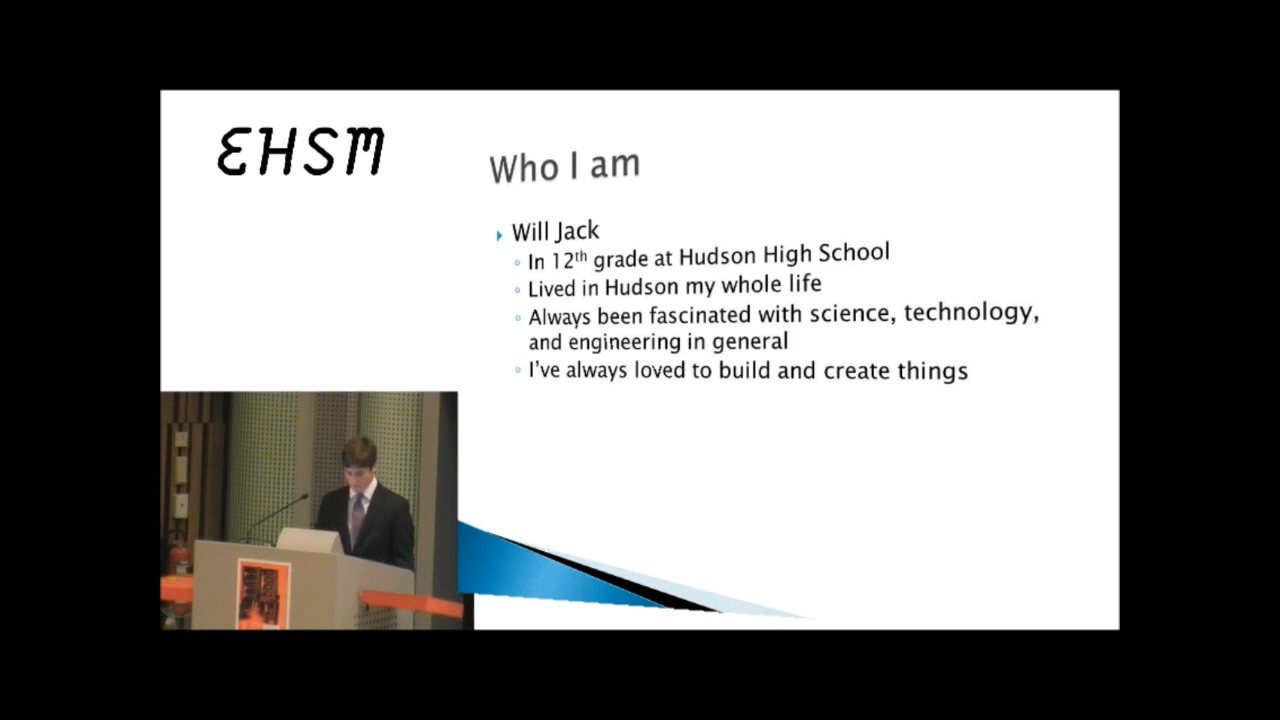 EHSM
Who I am
Will Jack
In 12th grade at Hudson High School
Lived in Hudson my whole life
Always been fascinated with science, technology,
and engineering in general
I've always loved to build and create things